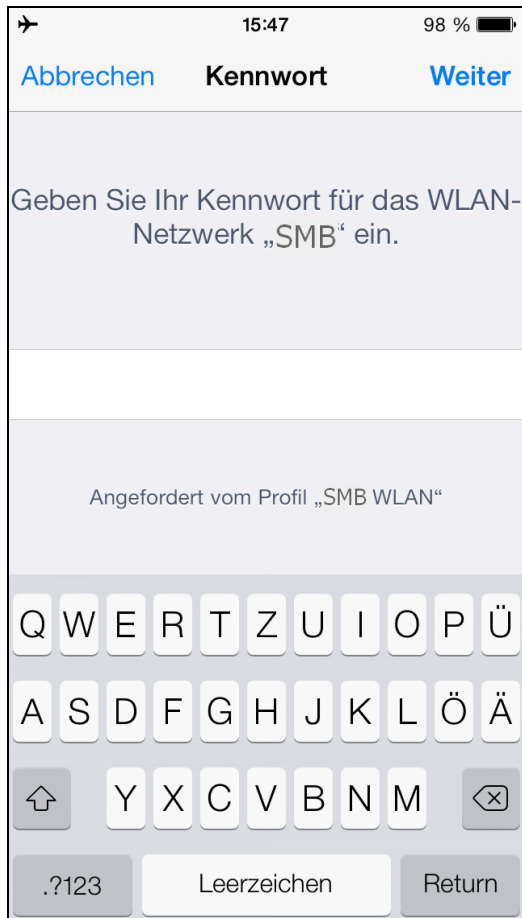 15:47 98 %
Abbrechen Kennwort Weiter
Geben Sie Ihr Kennwort für das WLAN-
Netzwerk „SMB“ ein.
Angefordert vom Profil „SMB WLAN“
Q W E R T Z U I O P Ü
A S D F G H J K L Ö Ä
Y X C V B N M
.?123 Leerzeichen Return